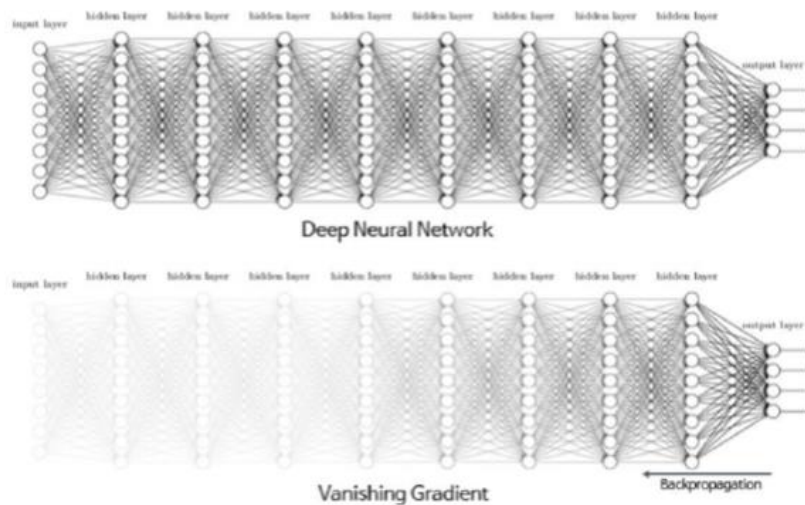 hidden layer hidden layer hidden layer hidden layer hidden layer hidden layer hidden layer hidden layer
input layer
output layer
Deep Neural Network
hidden layer hidden layer hidden layer hidden layer hidden layer hidden layer hidden layer hidden layer
input layer
output layer
Backpropagation
Vanishing Gradient